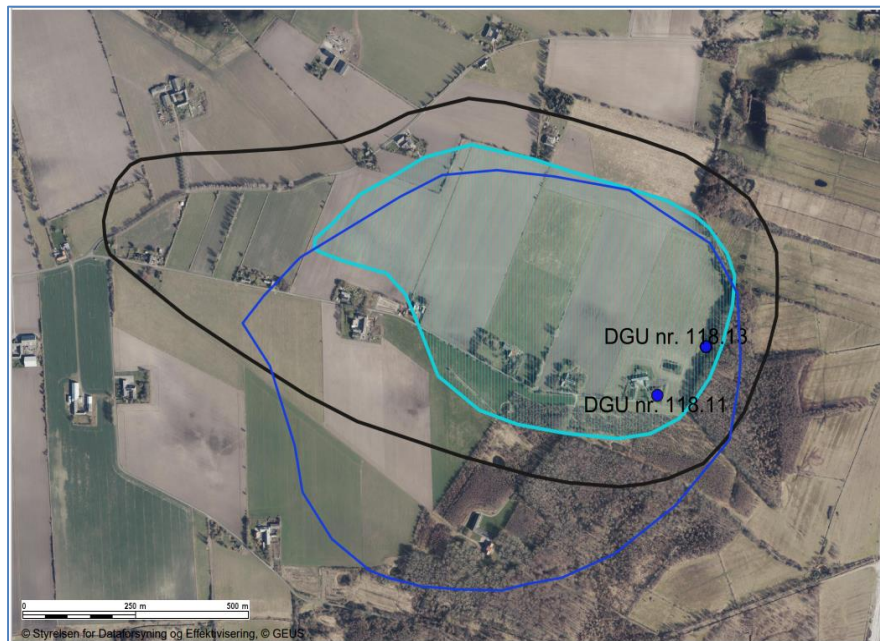 DGU nr. 118.13
DGU nr. 118.11
0 250 m 500 m
© Styrelsen for Dataforsyning og Effektivisering, © GEUS